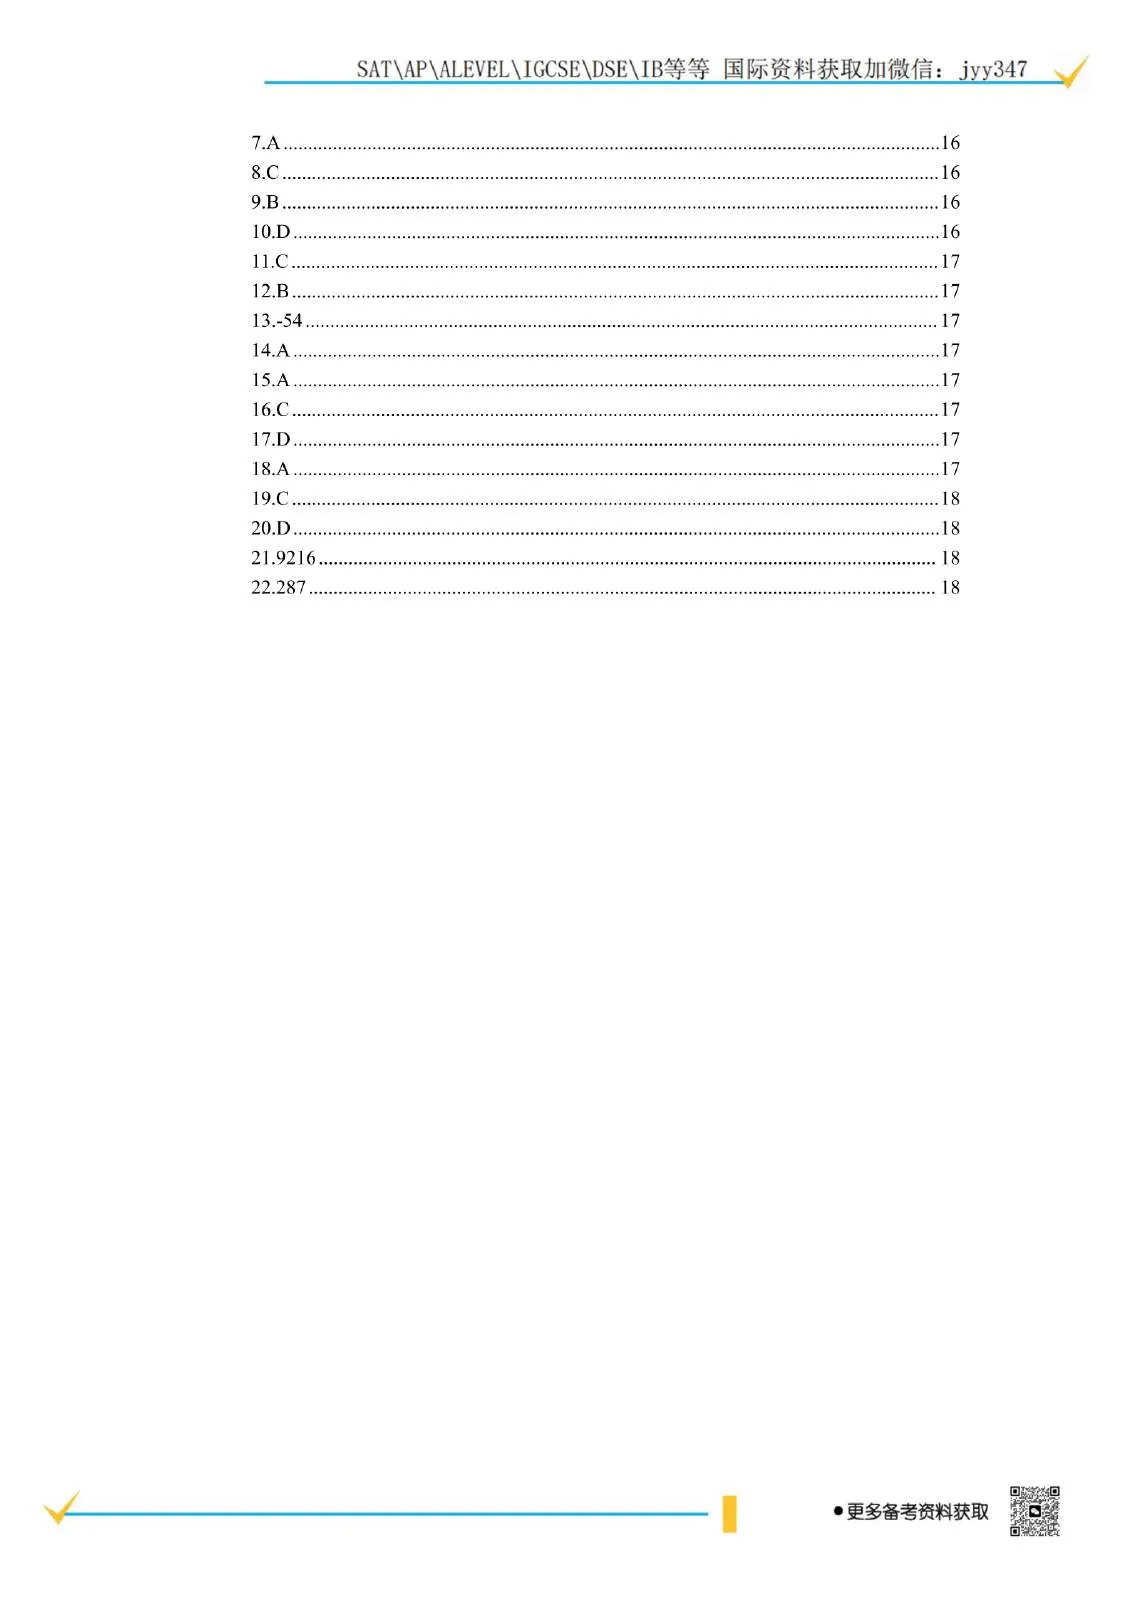 SAT\AP\ALEVEL\IGCSE\DSE\IB等等 国际资料获取加微信：jyy347
7.A........................................16
8.C........................................16
9.B........................................16
10.D........................................16
11.C........................................17
12.B........................................17
13.-54........................................17
14.A........................................17
15.A........................................17
16.C........................................17
17.D........................................17
18.A........................................17
19.C........................................18
20.D........................................18
21.9216........................................18
22.287........................................18
●更多备考资料获取